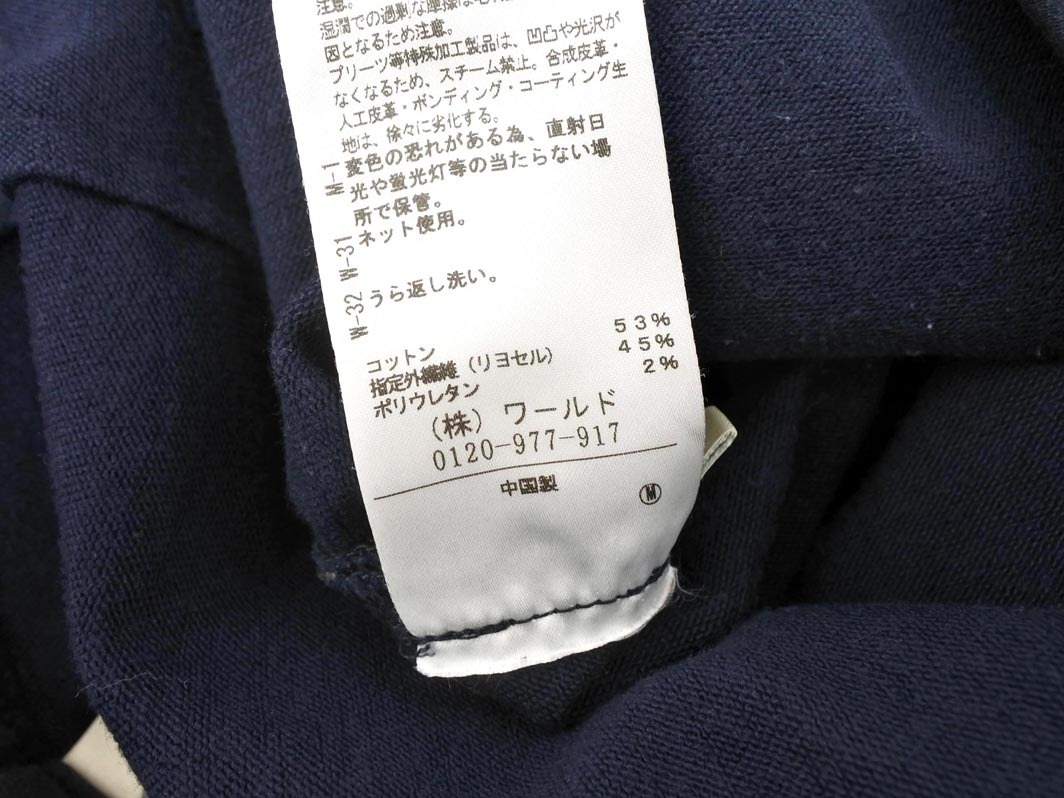 注意。
湿潤での過剰な摩擦は毛
因となるため注意。
プリーツ等特殊加工製品は、凹凸や光沢が
なくなるため、スチーム禁止。合成皮革・
人工皮革・ボンディング・コーティング生
地は、徐々に劣化する。
M-1 変色の恐れがある為、直射日
光や蛍光灯等の当たらない場
所で保管。
W-31 ネット使用。
W-32 うら返し洗い。
コットン 53%
指定外繊維(リヨセル) 45%
ポリウレタン 2%
(株)ワールド
0120-977-917
中国製
M